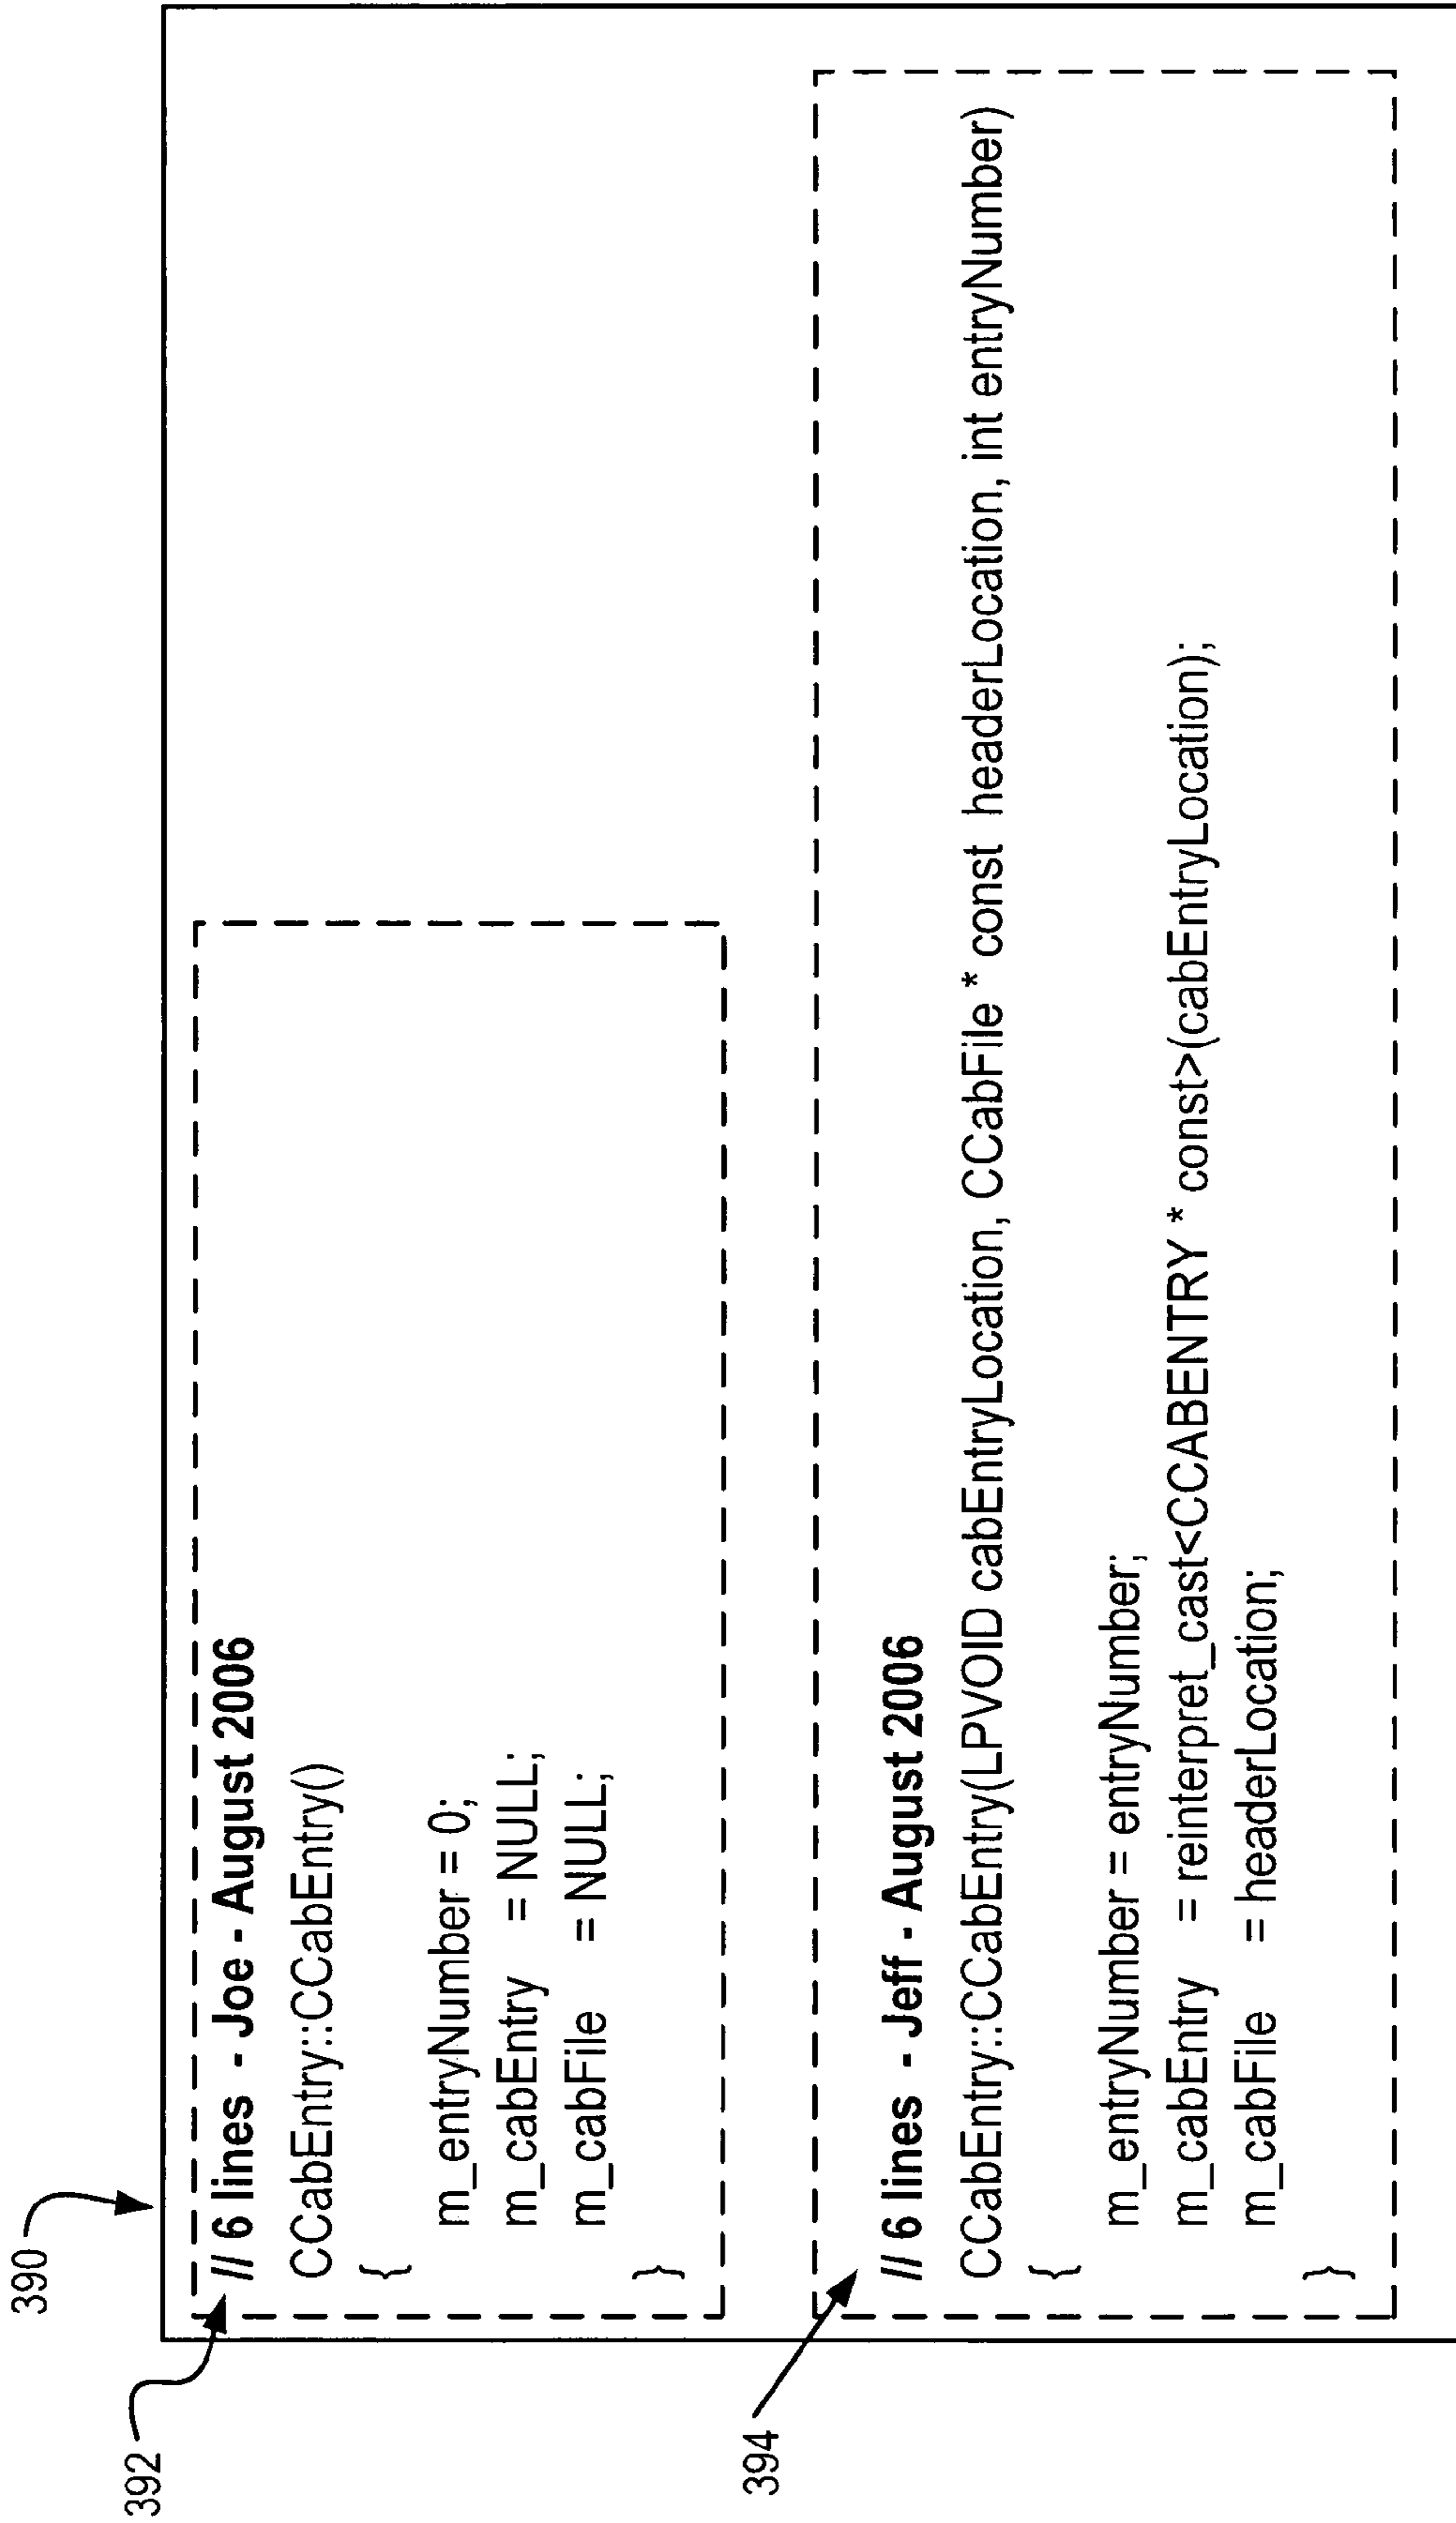 390
392
// 6 lines - Joe - August 2006
CCabEntry::CCabEntry()
{
m_entryNumber = 0;
m_cabEntry = NULL;
m_cabFile = NULL;
}
394
// 6 lines - Jeff - August 2006
CCabEntry::CCabEntry(LPVOID cabEntryLocation, CCabFile * const headerLocation, int entryNumber)
{
m_entryNumber = entryNumber;
m_cabEntry = reinterpret_cast<CCABENTRY * const>(cabEntryLocation);
m_cabFile = headerLocation;
}